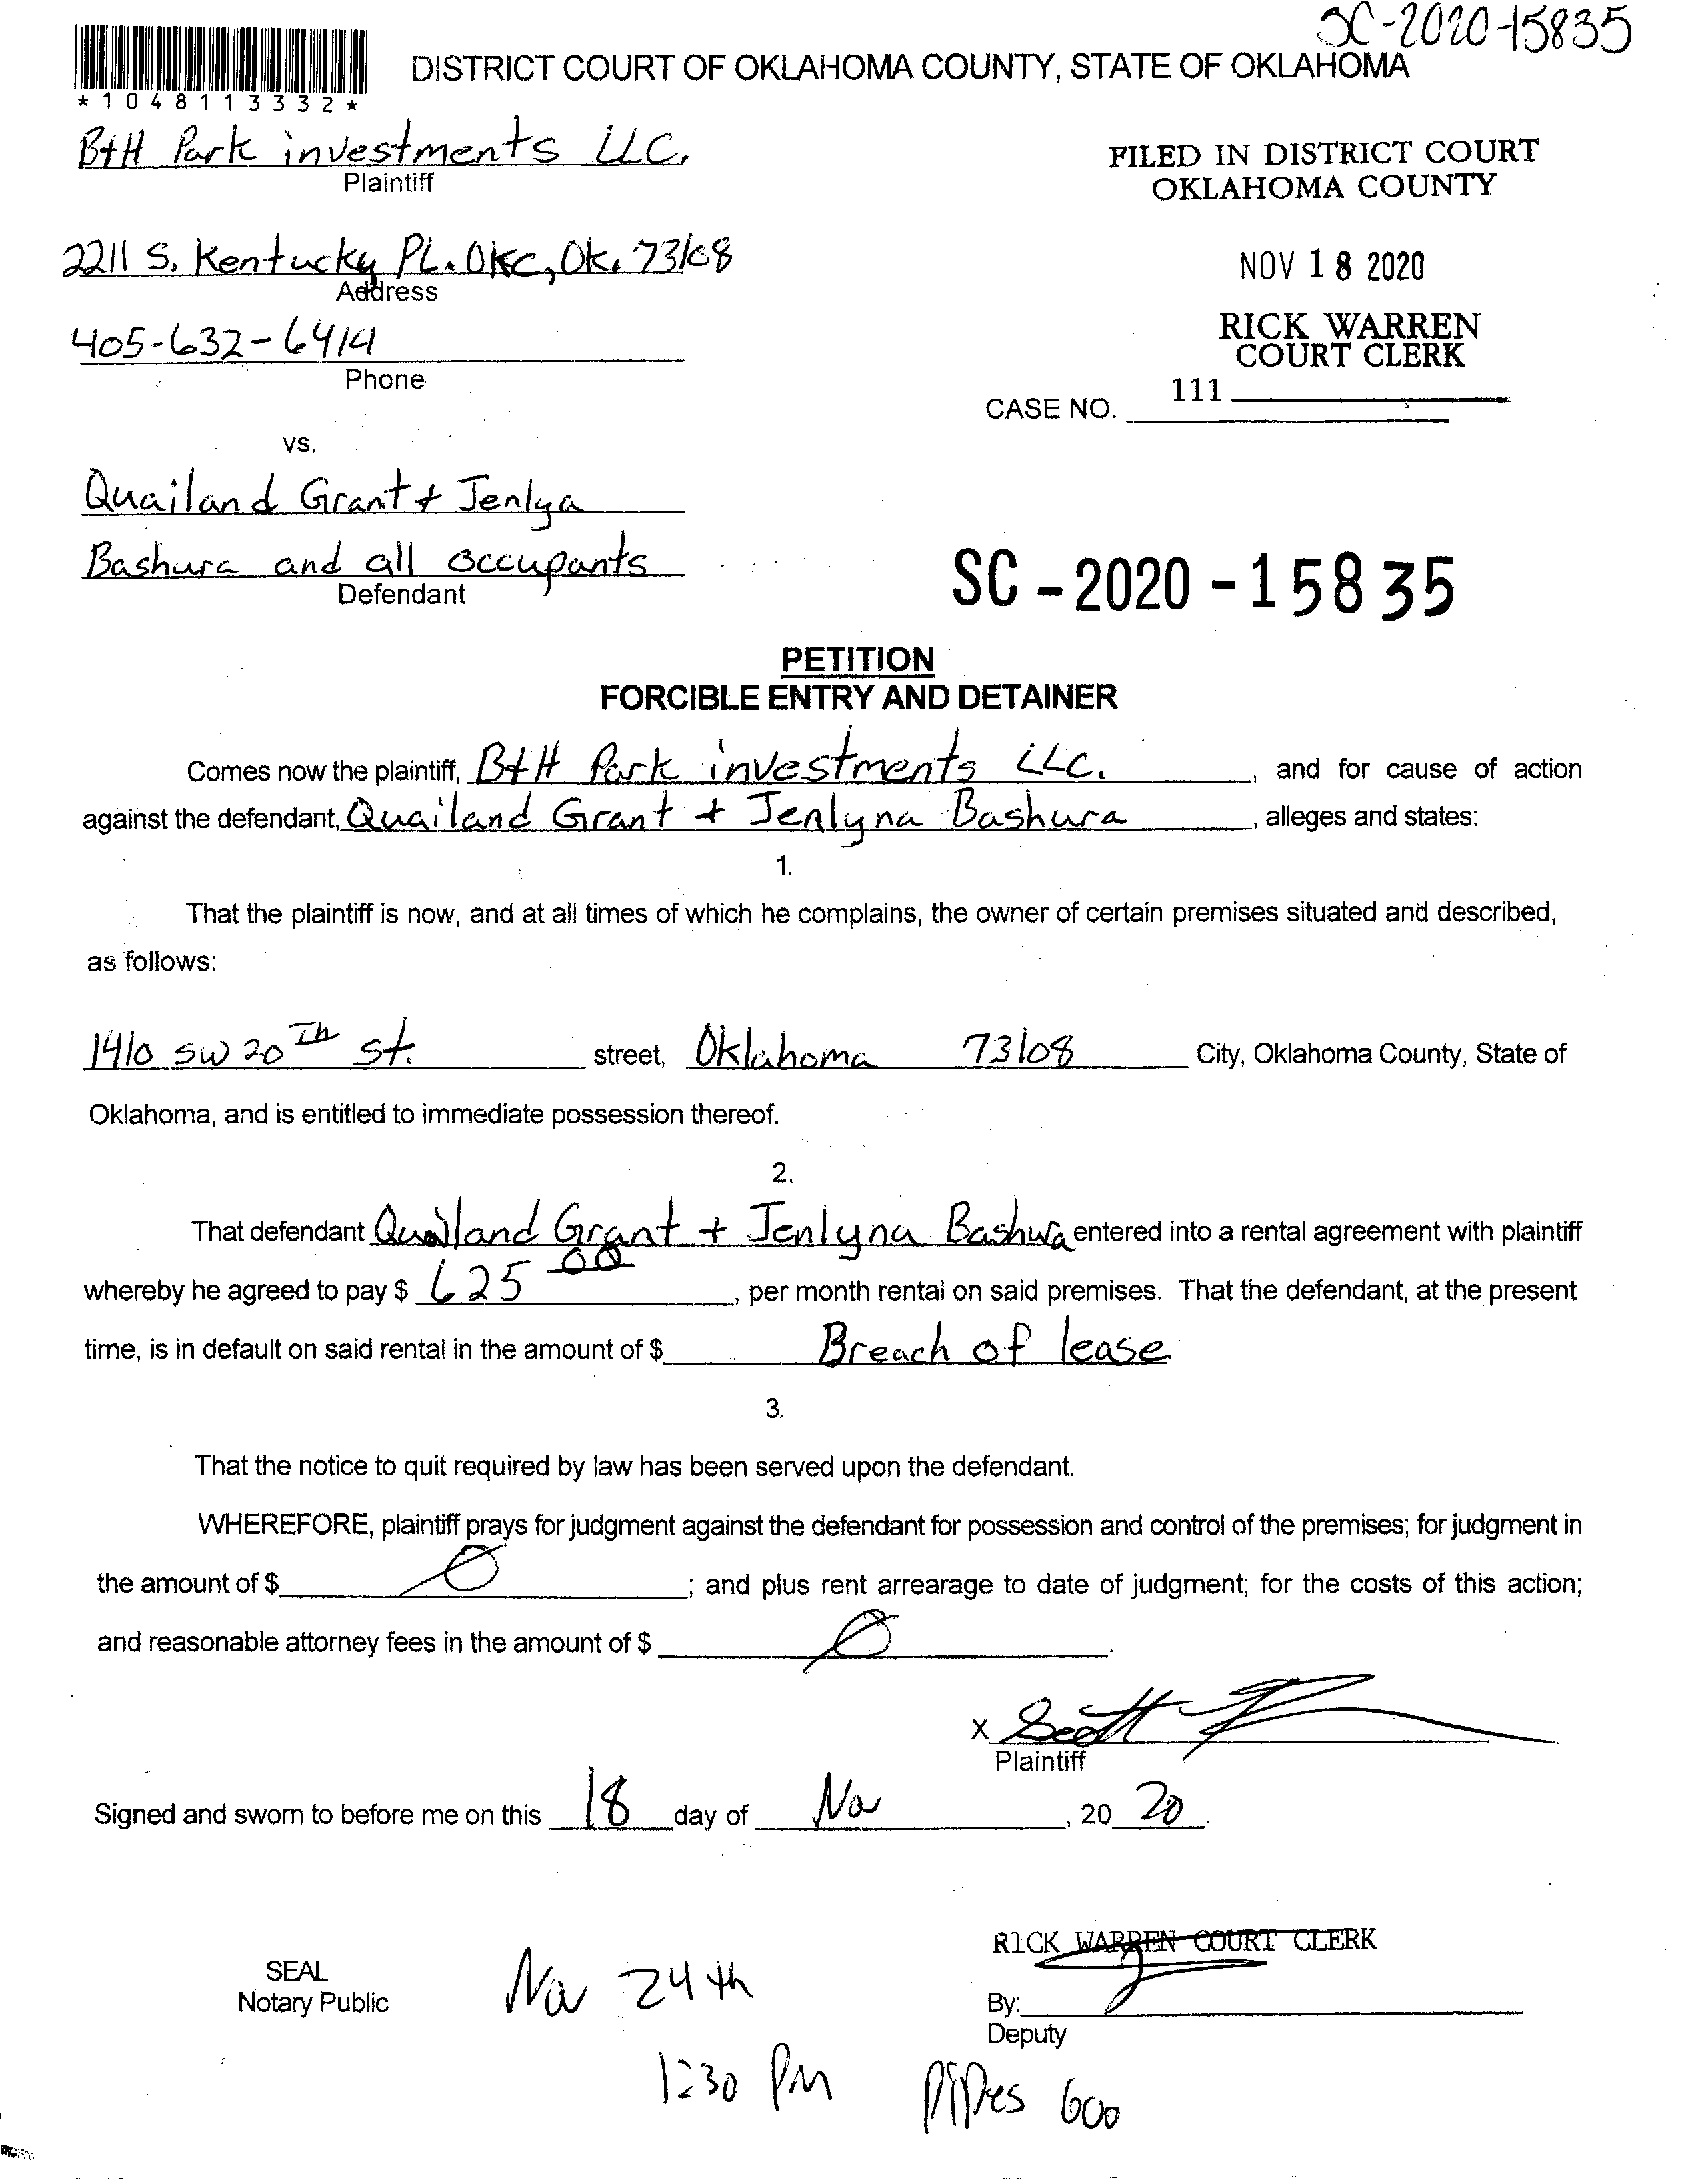 SC-2020-15835
DISTRICT COURT OF OKLAHOMA COUNTY, STATE OF OKLAHOMA
*1048113332*
B+H Park investments LLC.
Plaintiff
FILED IN DISTRICT COURT
OKLAHOMA COUNTY
2211 S. Kentucky PL. OKC, OK. 73108
Address
NOV 18 2020
405-632-6414
Phone
RICK WARREN
COURT CLERK
111
CASE NO.
vs.
Quailand Grant + Jenlya
Bashura and all occupants
Defendant
SC-2020-15835
PETITION
FORCIBLE ENTRY AND DETAINER
Comes now the plaintiff, B+H Park investments LLC. , and for cause of action
against the defendant, Quailand Grant + Jenlyna Bashura , alleges and states:
1.
That the plaintiff is now, and at all times of which he complains, the owner of certain premises situated and described,
as follows:
1410 SW 20 Th St. street, Oklahoma 73108 City, Oklahoma County, State of
Oklahoma, and is entitled to immediate possession thereof.
2.
That defendant Quailand Grant + Jenlyna Bashura entered into a rental agreement with plaintiff
whereby he agreed to pay $ 625 00 , per month rental on said premises. That the defendant, at the present
time, is in default on said rental in the amount of $ Breach of lease
3.
That the notice to quit required by law has been served upon the defendant.
WHEREFORE, plaintiff prays for judgment against the defendant for possession and control of the premises; for judgment in
the amount of $ 0 ; and plus rent arrearage to date of judgment; for the costs of this action;
and reasonable attorney fees in the amount of $ 0 .
X Scott
Plaintiff
Signed and sworn to before me on this 18 day of Nov , 20 20 .
RICK WARREN COURT CLERK
SEAL
Notary Public
Nov 24th
By:
Deputy
1:30 PM Pipes 600